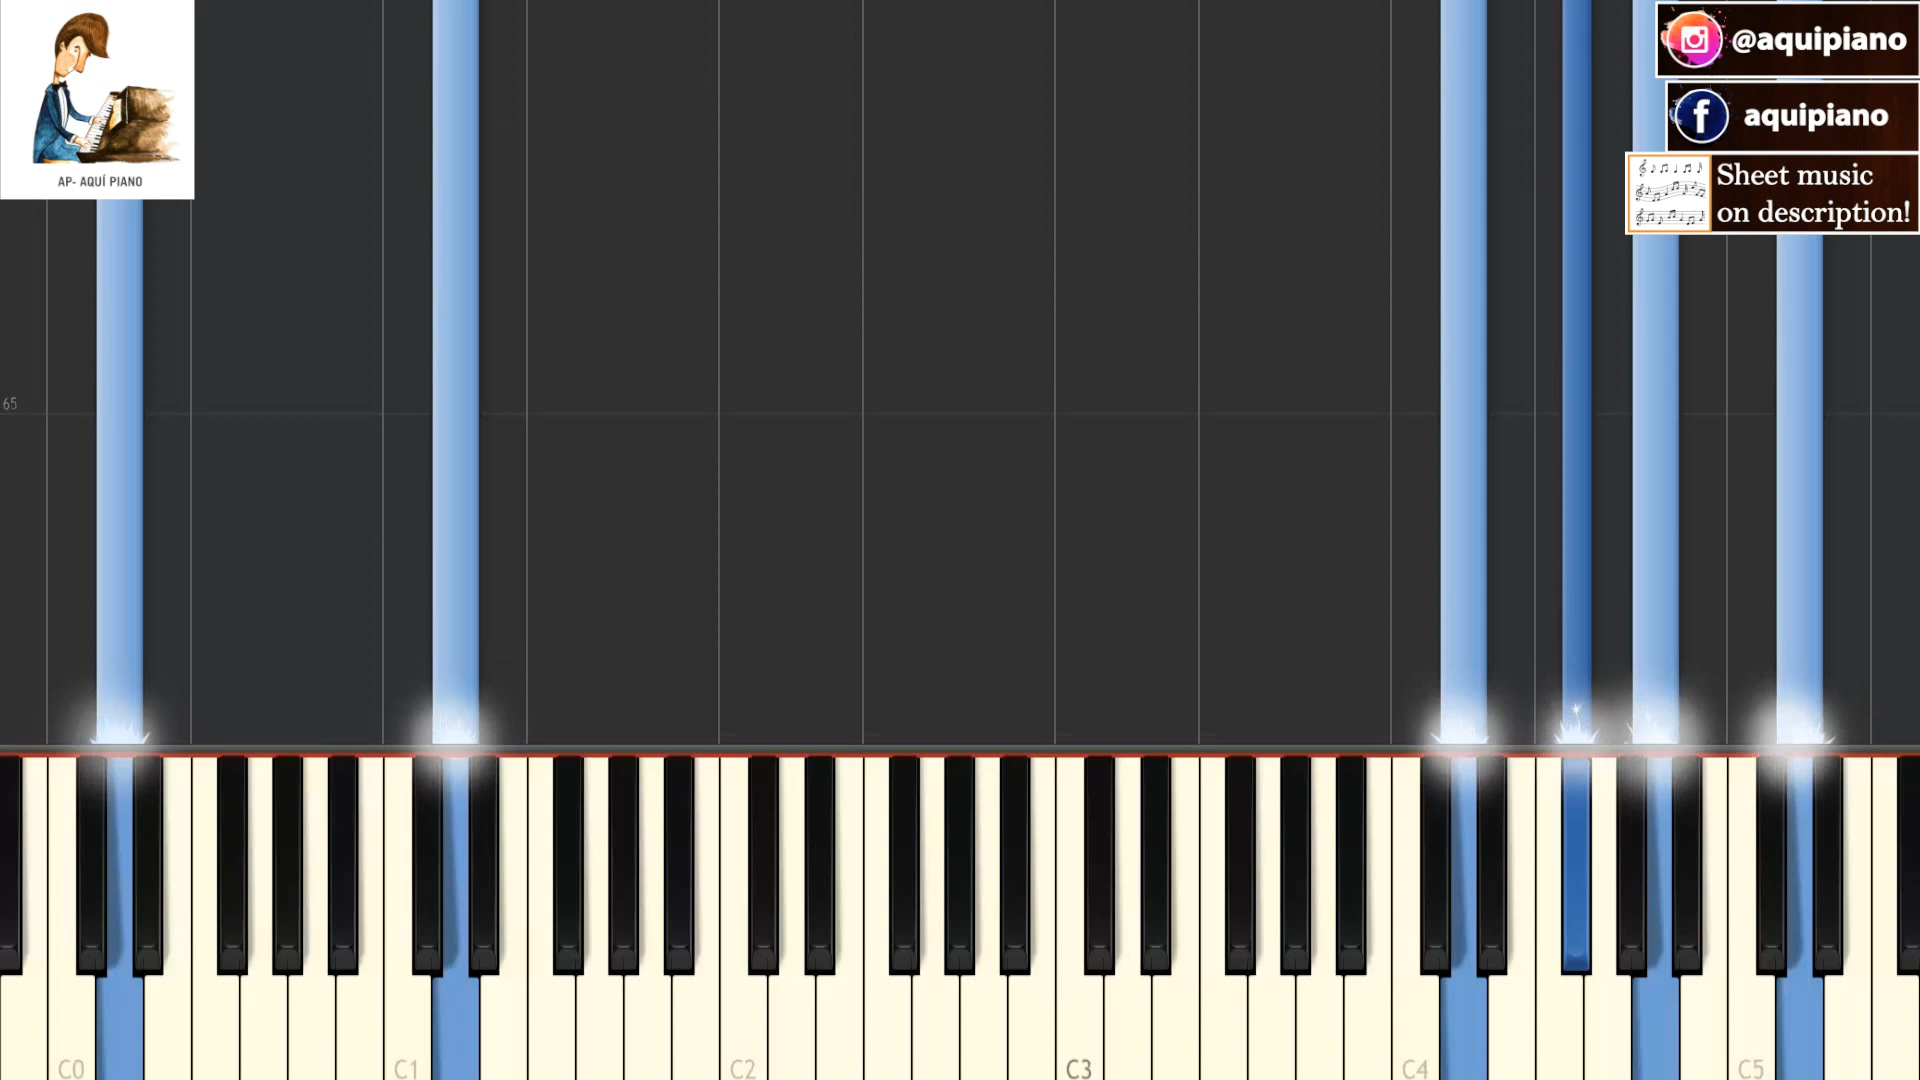 AP- AQUÍ PIANO
@aquipiano
aquipiano
Sheet music
on description!
65
C0
C1
C2
C3
C4
C5